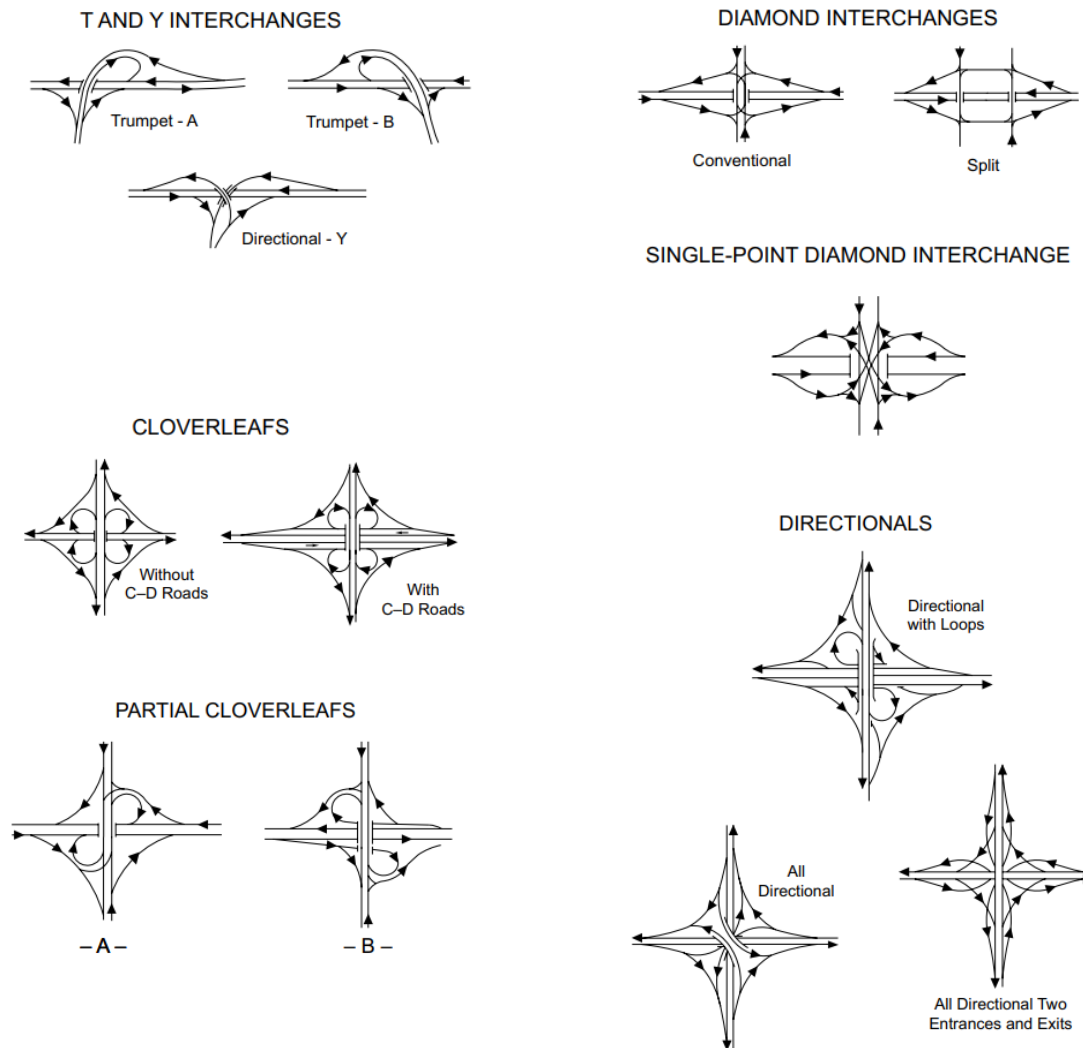 T AND Y INTERCHANGES
Trumpet - A
Trumpet - B
Directional - Y
CLOVERLEAFS
Without
C–D Roads
With
C–D Roads
PARTIAL CLOVERLEAFS
– A –
– B –
DIAMOND INTERCHANGES
Conventional
Split
SINGLE-POINT DIAMOND INTERCHANGE
DIRECTIONALS
Directional
with Loops
All
Directional
All Directional Two
Entrances and Exits